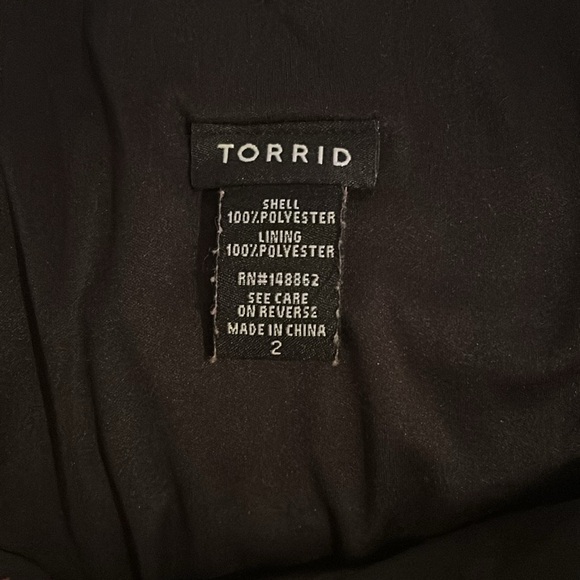 TORRID
SHELL
100%POLYESTER
LINING
100%POLYESTER
RN#148862
SEE CARE
ON REVERSE
MADE IN CHINA
2